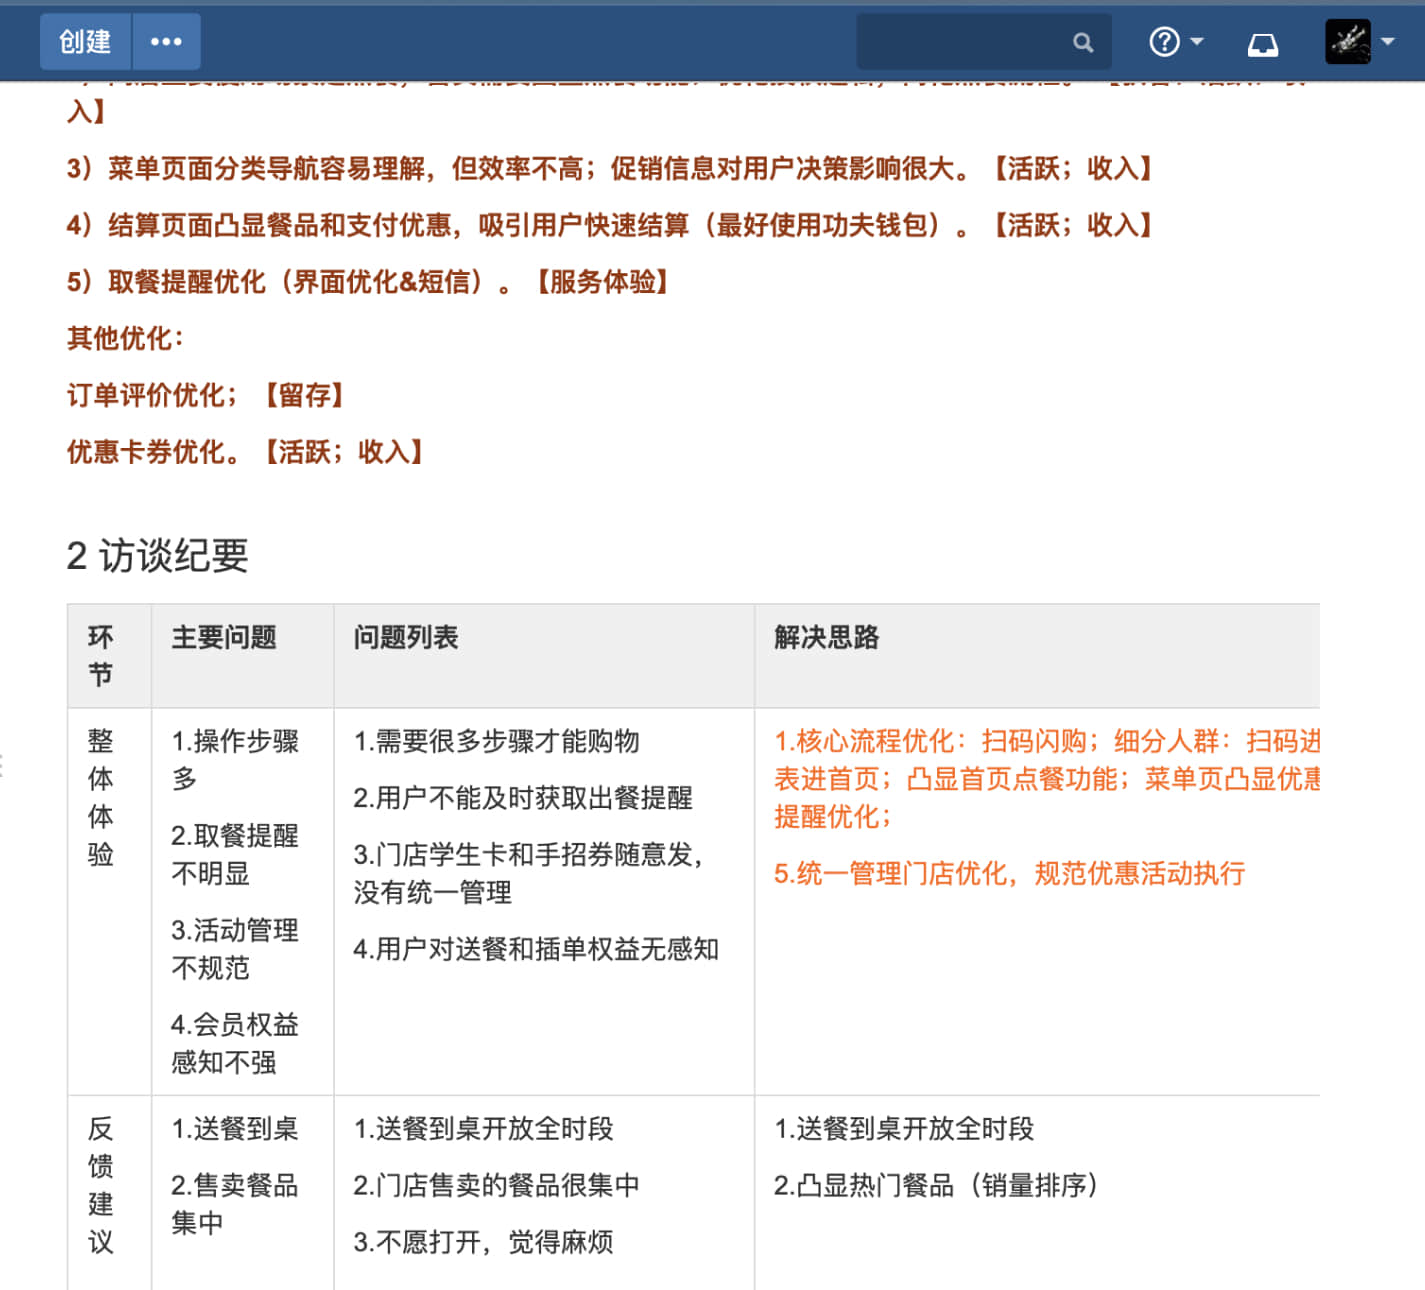 创建
入】
3）菜单页面分类导航容易理解，但效率不高；促销信息对用户决策影响很大。【活跃；收入】
4）结算页面凸显餐品和支付优惠，吸引用户快速结算（最好使用功夫钱包）。【活跃；收入】
5）取餐提醒优化（界面优化&短信）。【服务体验】
其他优化：
订单评价优化；【留存】
优惠卡券优化。【活跃；收入】
2 访谈纪要
环
节
主要问题
问题列表
解决思路
整
体
体
验
1.操作步骤
多
2.取餐提醒
不明显
3.活动管理
不规范
4.会员权益
感知不强
1.需要很多步骤才能购物
2.用户不能及时获取出餐提醒
3.门店学生卡和手招券随意发，
没有统一管理
4.用户对送餐和插单权益无感知
1.核心流程优化：扫码闪购；细分人群：扫码进
表进首页；凸显首页点餐功能；菜单页凸显优惠
提醒优化；
5.统一管理门店优化，规范优惠活动执行
反
馈
建
议
1.送餐到桌
2.售卖餐品
集中
1.送餐到桌开放全时段
2.门店售卖的餐品很集中
3.不愿打开，觉得麻烦
1.送餐到桌开放全时段
2.凸显热门餐品（销量排序）